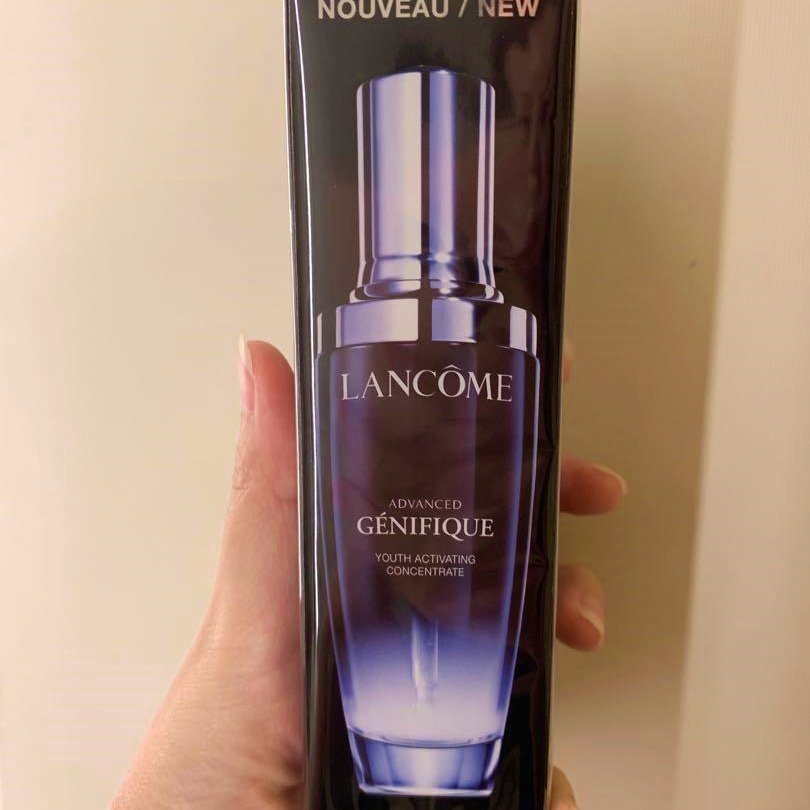 NOUVEAU / NEW
LANCÔME
ADVANCED
GÉNIFIQUE
YOUTH ACTIVATING
CONCENTRATE